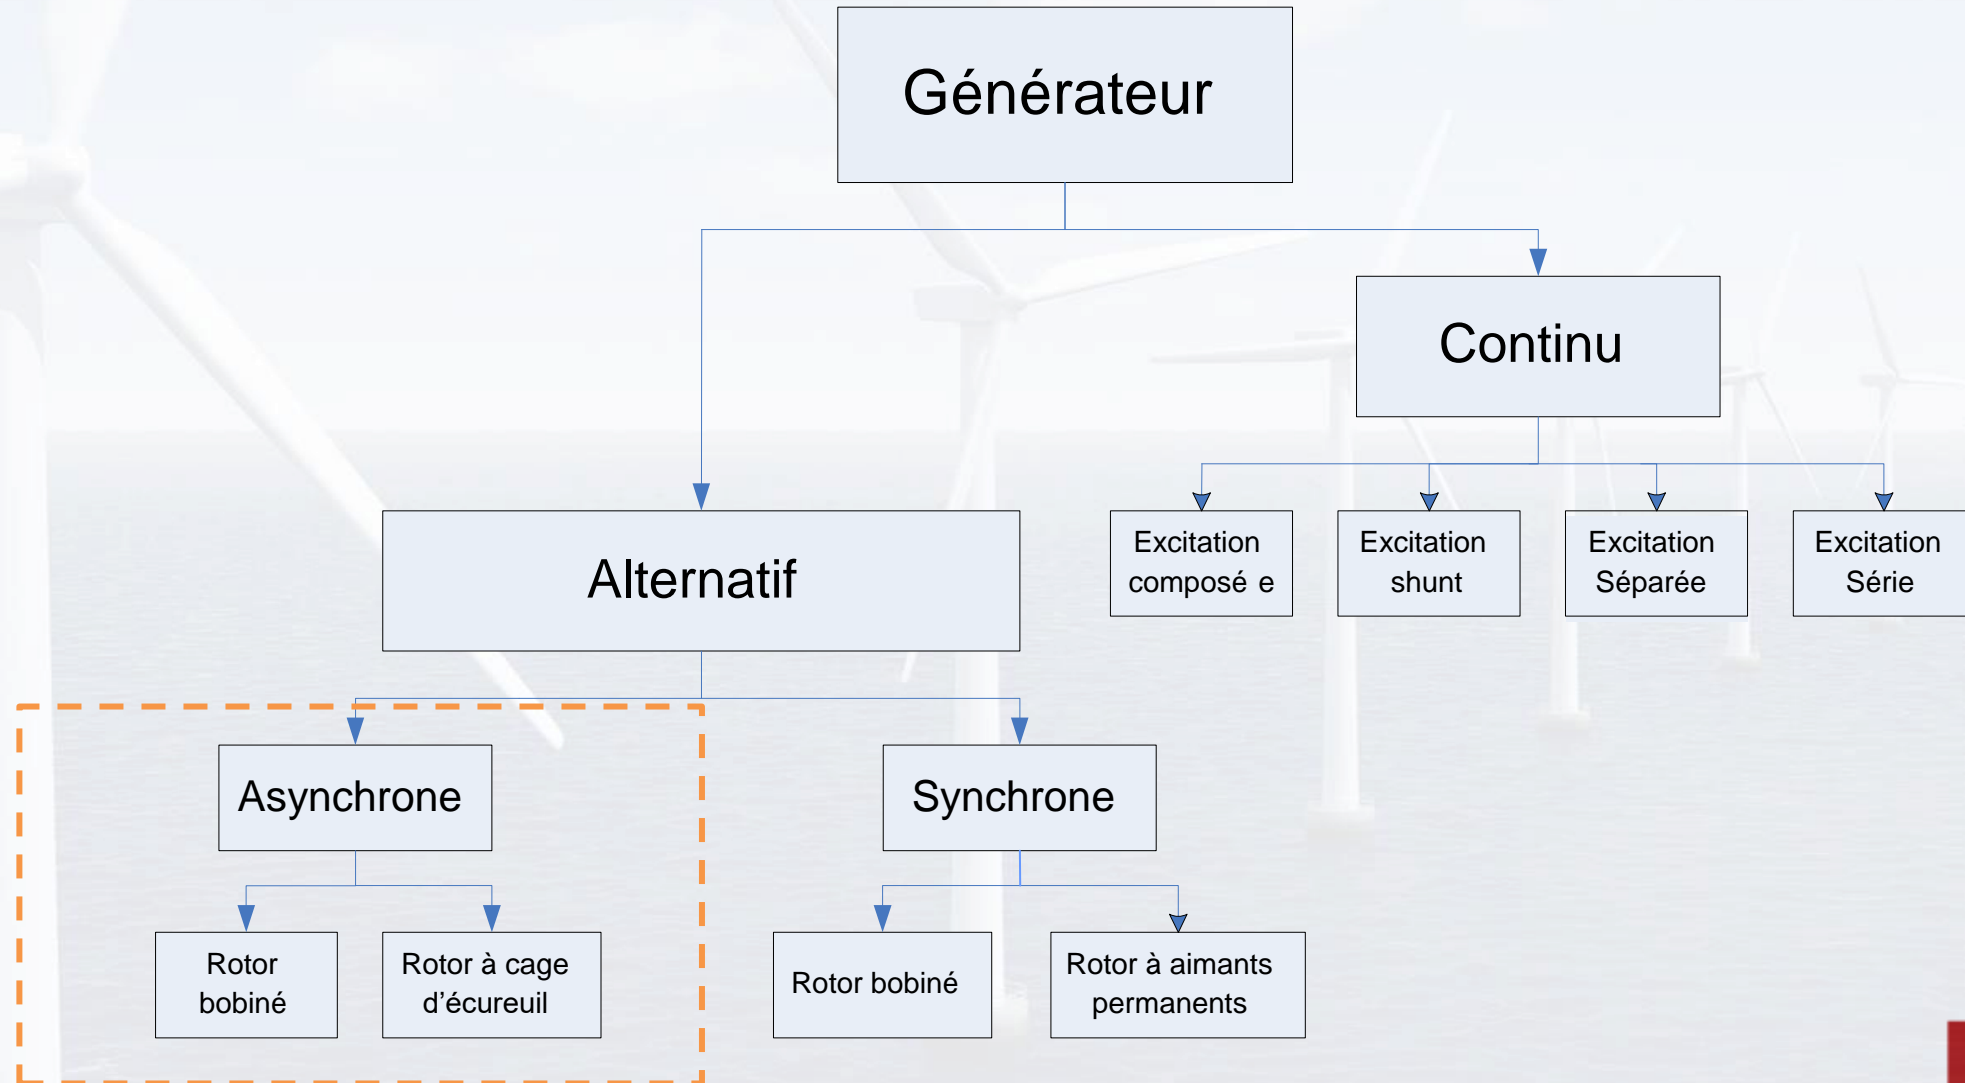 Générateur
Continu
Excitation
composé e
Excitation
shunt
Excitation
Séparée
Excitation
Série
Alternatif
Asynchrone
Synchrone
Rotor
bobiné
Rotor à cage
d’écureuil
Rotor bobiné
Rotor à aimants
permanents